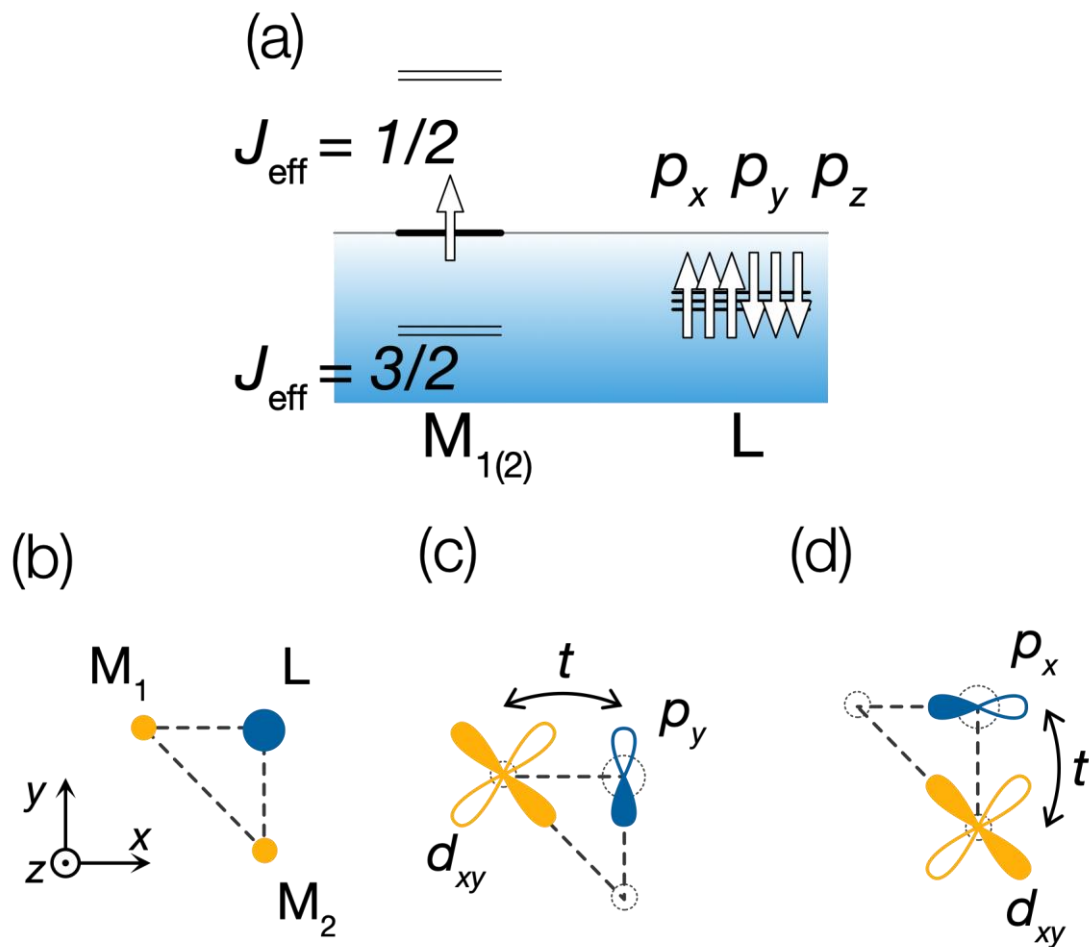 (a)
J_eff = 1/2
p_x p_y p_z
J_eff = 3/2
M_1(2) L
(b) (c) (d)
M_1 L t p_y p_x
y x z M_2 d_xy t d_xy